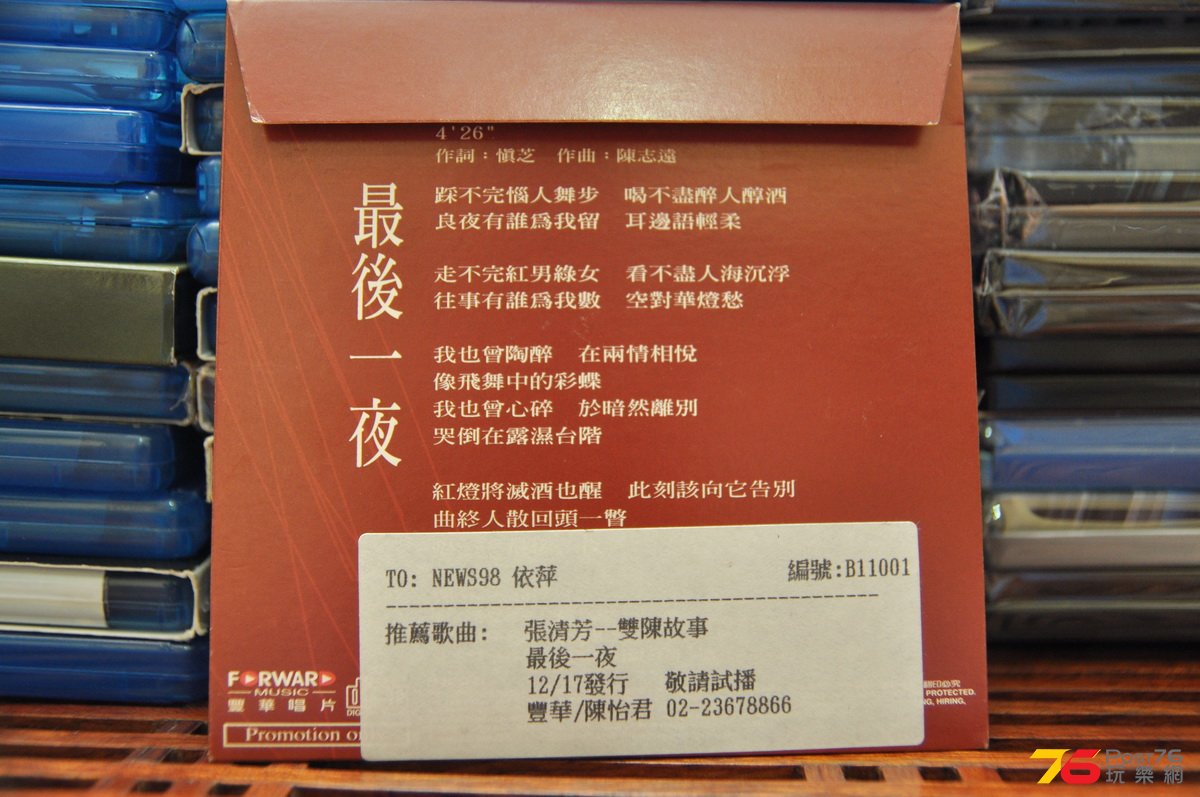 4'26"
作詞：愼芝　作曲：陳志遠
最後一夜
踩不完惱人舞步　喝不盡醉人醇酒
良夜有誰爲我留　耳邊語輕柔
走不完紅男綠女　看不盡人海沉浮
往事有誰爲我數　空對華燈愁
我也曾陶醉　在兩情相悅
像飛舞中的彩蝶
我也曾心碎　於暗然離別
哭倒在露濕台階
紅燈將滅酒也醒　此刻該向它告別
曲終人散回頭一瞥
TO: NEWS98 依萍　編號:B11001
推薦歌曲:　張清芳--雙陳故事
最後一夜
12/17發行　敬請試播
豐華/陳怡君 02-23678866
FORWARD
MUSIC
豐華唱片
Promotion
PROTECTED.
HIRING,
76 Post76
玩樂網